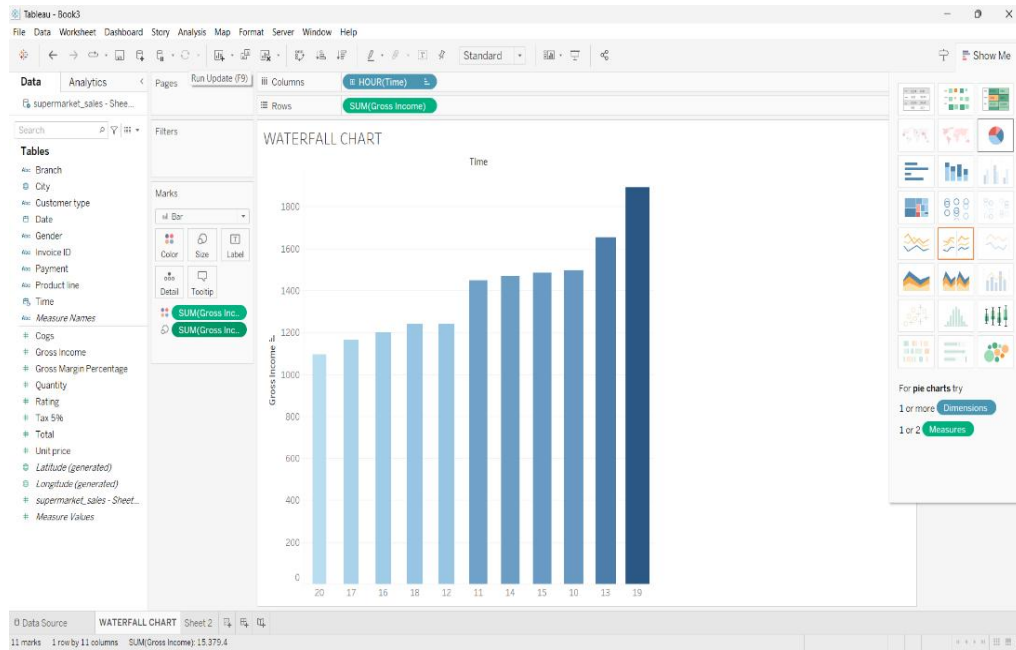 Tableau - Book3
File Data Worksheet Dashboard Story Analysis Map Format Server Window Help
Standard
Show Me
Data Analytics
Pages
Run Update (F9)
Columns
HOUR(Time)
supermarket_sales - Shee...
Rows
SUM(Gross Income)
Search
Filters
WATERFALL CHART
Tables
Time
Abc Branch
City
Abc Customer type
Date
Abc Gender
Abc Invoice ID
Abc Payment
Abc Product line
Time
Abc Measure Names
Cogs
Gross Income
Gross Margin Percentage
Quantity
Rating
Tax 5%
Total
Unit price
Latitude (generated)
Longitude (generated)
supermarket_sales - Sheet...
Measure Values
Marks
Bar
Color Size Label
Detail Tooltip
SUM(Gross Inc..
SUM(Gross Inc..
Gross Income
1800
1600
1400
1200
1000
800
600
400
200
0
20 17 16 18 12 11 14 15 10 13 19
For pie charts try
1 or more Dimensions
1 or 2 Measures
Data Source WATERFALL CHART Sheet 2
11 marks 1 row by 11 columns SUM(Gross Income): 15,379.4